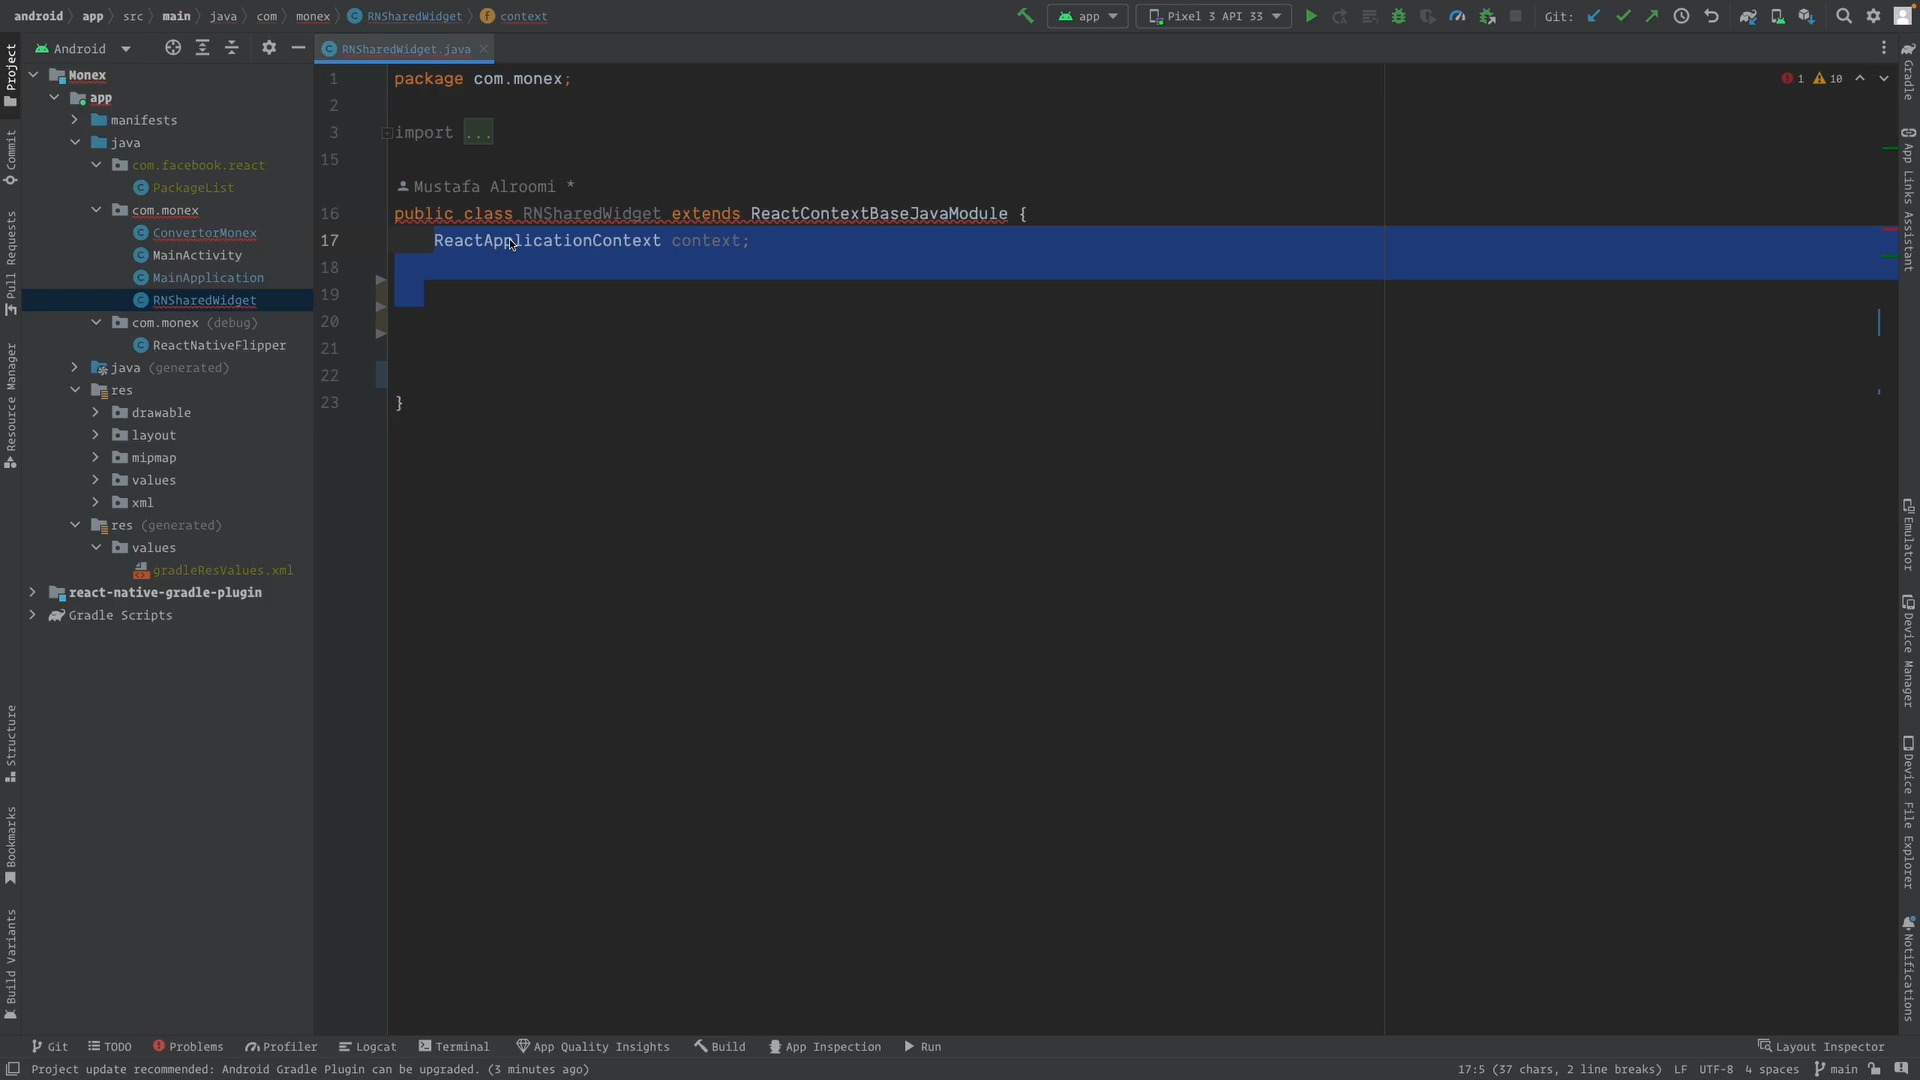 android app src main java com monex RNSharedWidget context
app Pixel 3 API 33 Git:
Android
RNSharedWidget.java
Project
Commit
Pull Requests
Resource Manager
Structure
Bookmarks
Build Variants
Monex
app
manifests
java
com.facebook.react
PackageList
com.monex
ConvertorMonex
MainActivity
MainApplication
RNSharedWidget
com.monex (debug)
ReactNativeFlipper
java (generated)
res
drawable
layout
mipmap
values
xml
res (generated)
values
gradleResValues.xml
react-native-gradle-plugin
Gradle Scripts
1 package com.monex;
2
3 import ...
15
Mustafa Alroomi *
16 public class RNSharedWidget extends ReactContextBaseJavaModule {
17 ReactApplicationContext context;
18
19
20
21
22
23 }
1 10
Gradle
App Links Assistant
Emulator
Device Manager
Device File Explorer
Notifications
Git TODO Problems Profiler Logcat Terminal App Quality Insights Build App Inspection Run Layout Inspector
Project update recommended: Android Gradle Plugin can be upgraded. (3 minutes ago) 17:5 (37 chars, 2 line breaks) LF UTF-8 4 spaces main